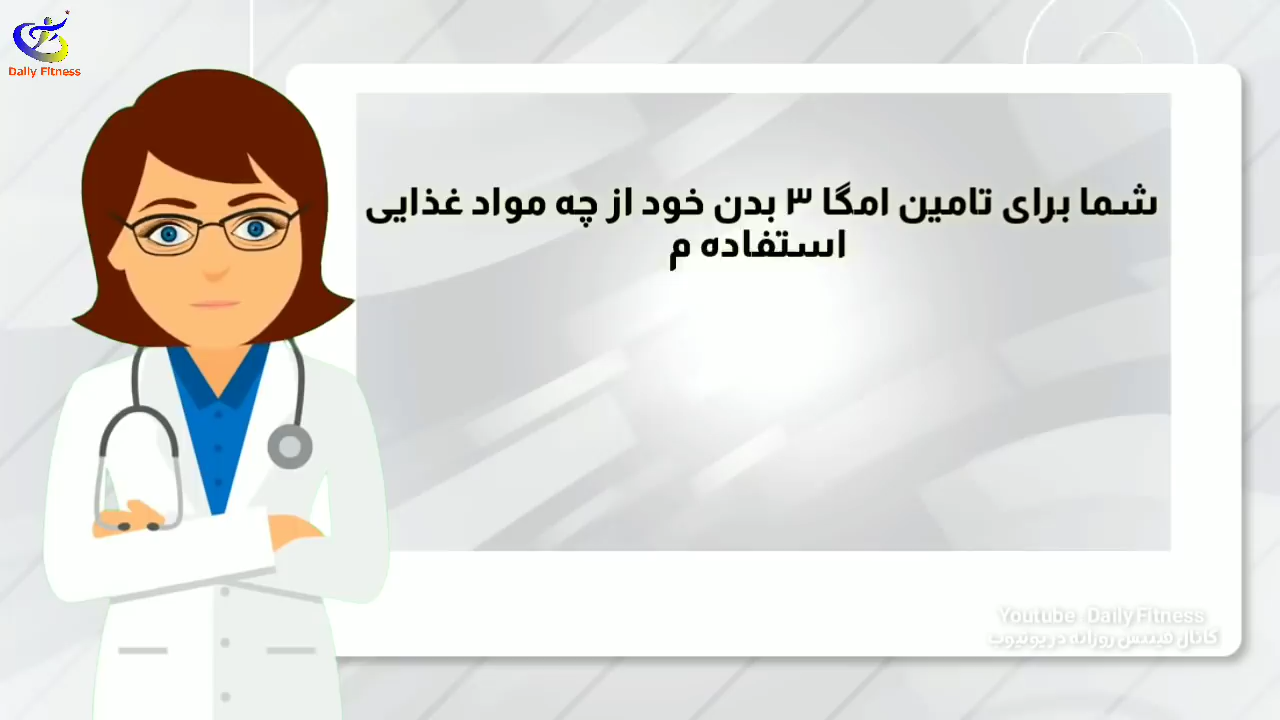 Daily Fitness
شما برای تامین امگا ۳ بدن خود از چه مواد غذایی
استفاده م
Youtube : Daily Fitness
کانال فیتنس روزانه در یوتیوب